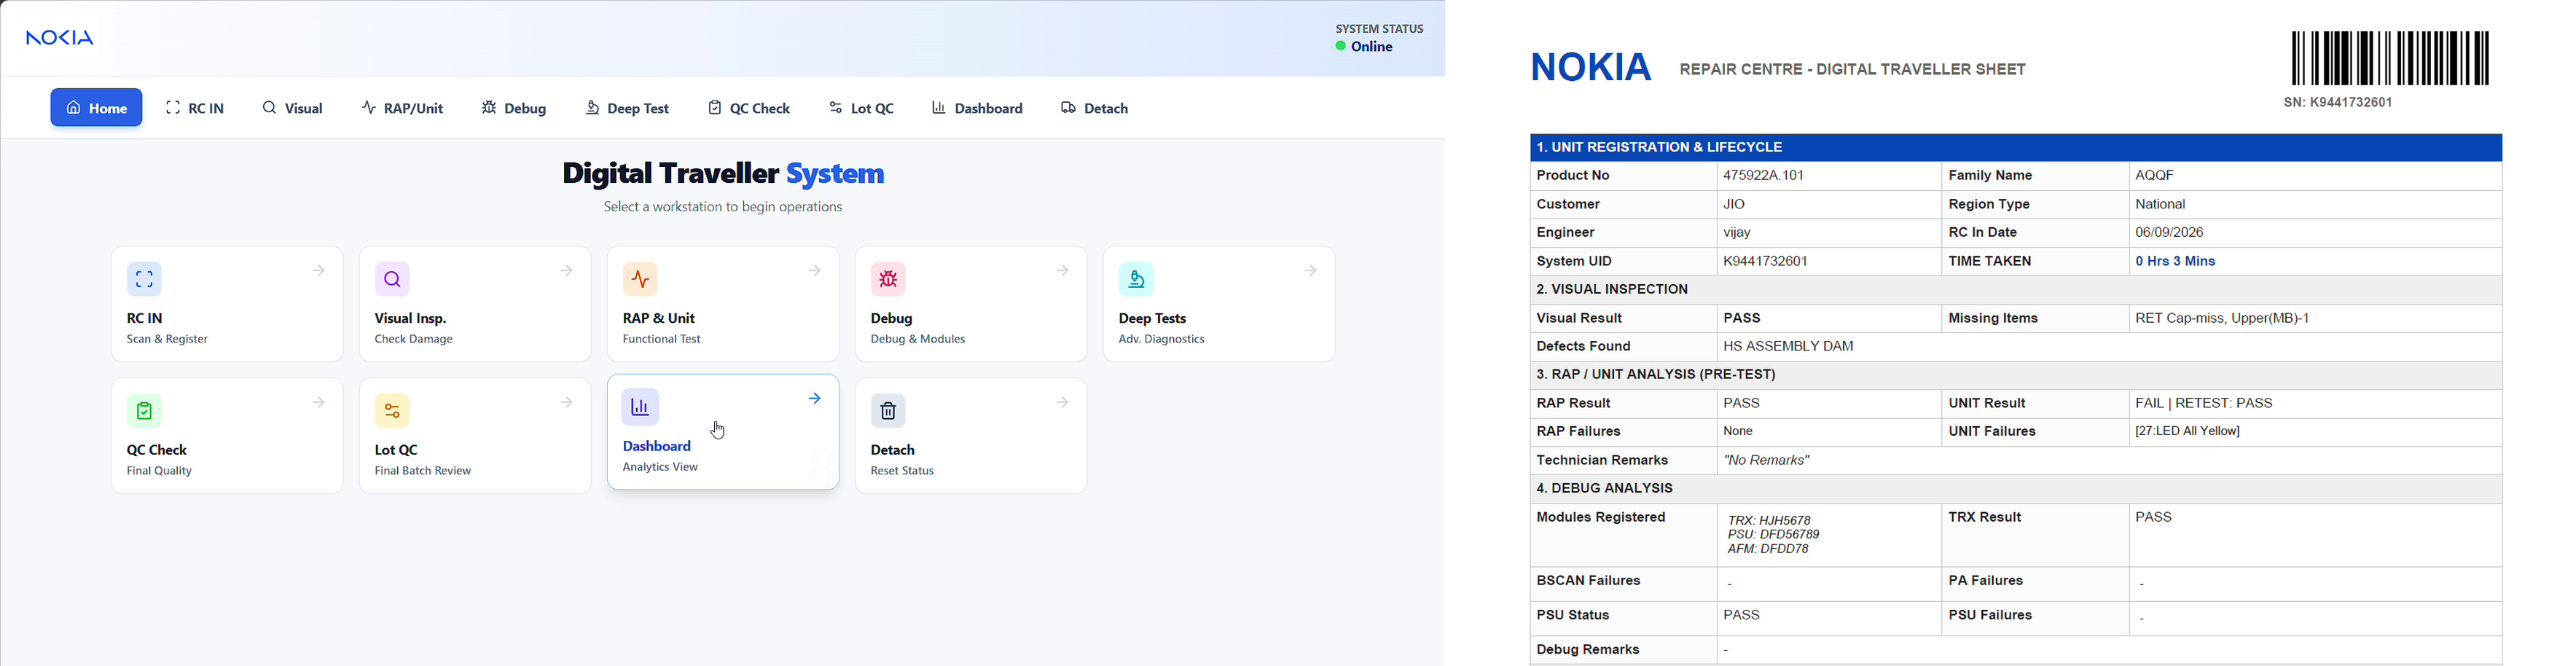 NOKIA
SYSTEM STATUS
Online
Home RC IN Visual RAP/Unit Debug Deep Test QC Check Lot QC Dashboard Detach
Digital Traveller System
Select a workstation to begin operations
RC IN
Scan & Register
Visual Insp.
Check Damage
RAP & Unit
Functional Test
Debug
Debug & Modules
Deep Tests
Adv. Diagnostics
QC Check
Final Quality
Lot QC
Final Batch Review
Dashboard
Analytics View
Detach
Reset Status
NOKIA REPAIR CENTRE - DIGITAL TRAVELLER SHEET
SN: K9441732601
1. UNIT REGISTRATION & LIFECYCLE
Product No 475922A.101 Family Name AQQF
Customer JIO Region Type National
Engineer vijay RC In Date 06/09/2026
System UID K9441732601 TIME TAKEN 0 Hrs 3 Mins
2. VISUAL INSPECTION
Visual Result PASS Missing Items RET Cap-miss, Upper(MB)-1
Defects Found HS ASSEMBLY DAM
3. RAP / UNIT ANALYSIS (PRE-TEST)
RAP Result PASS UNIT Result FAIL | RETEST: PASS
RAP Failures None UNIT Failures [27:LED All Yellow]
Technician Remarks "No Remarks"
4. DEBUG ANALYSIS
Modules Registered TRX: HJH5678 TRX Result PASS
PSU: DFD56789
AFM: DFDD78
BSCAN Failures - PA Failures -
PSU Status PASS PSU Failures -
Debug Remarks -